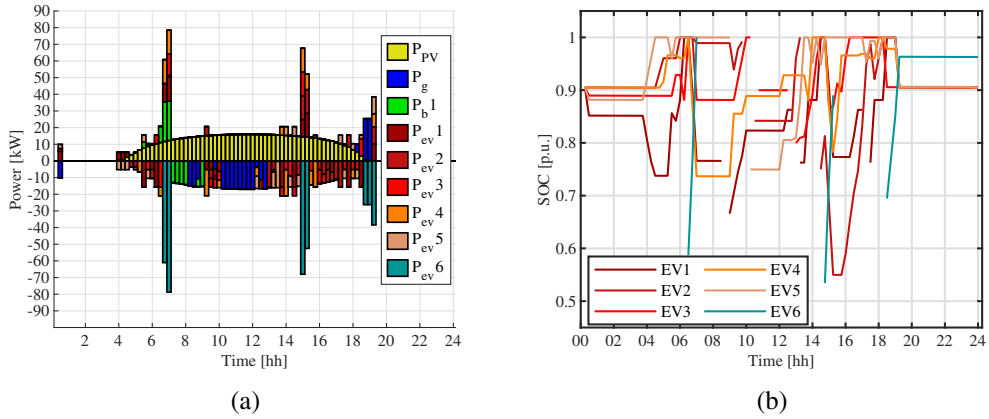 90
80
70
60
50
40
30
20
10
0
-10
-20
-30
-40
-50
-60
-70
-80
-90
Power [kW]
2 4 6 8 10 12 14 16 18 20 22 24
Time [hh]
P_PV
P_g
P_b1
P_ev1
P_ev2
P_ev3
P_ev4
P_ev5
P_ev6
(a)
1
0.9
0.8
0.7
0.6
0.5
SOC [p.u.]
00 02 04 06 08 10 12 14 16 18 20 22 24
Time [hh]
EV1 EV4
EV2 EV5
EV3 EV6
(b)